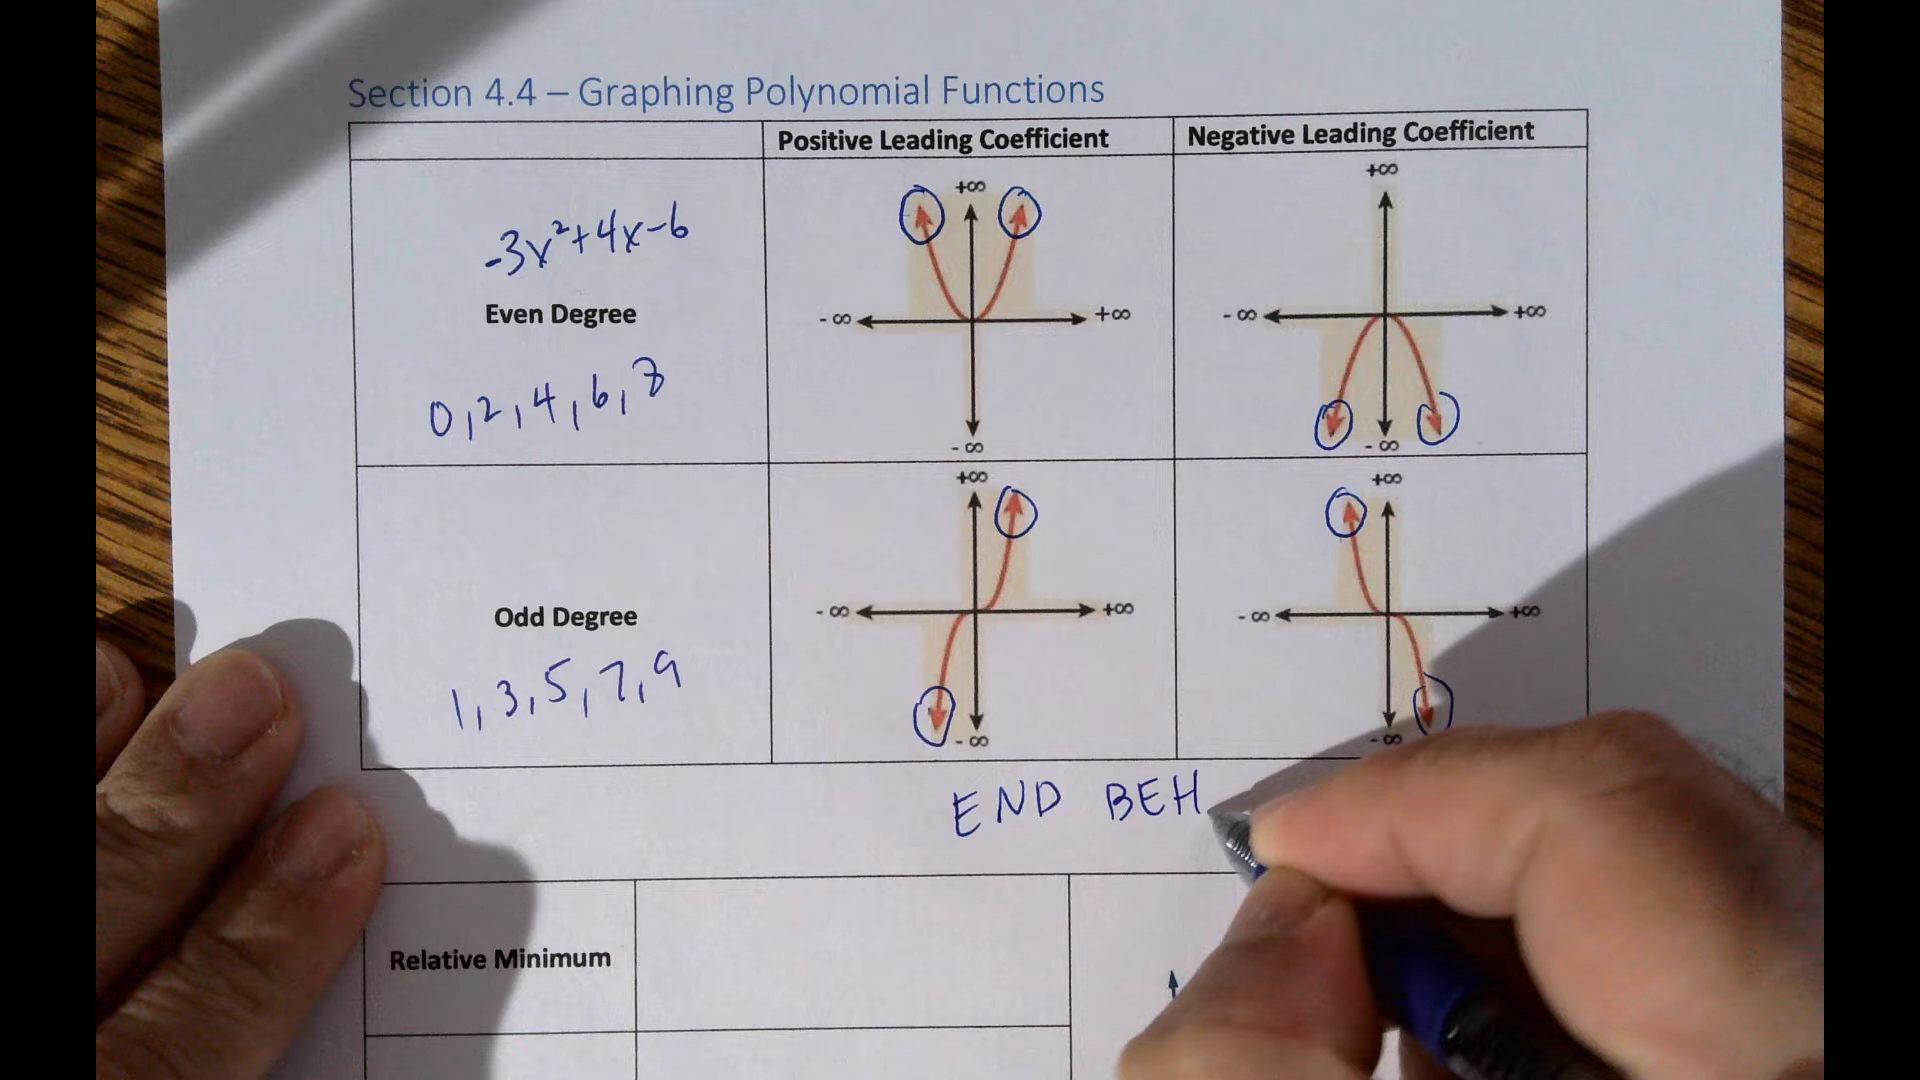 Section 4.4 – Graphing Polynomial Functions
Positive Leading Coefficient
Negative Leading Coefficient
-3x²+4x-6
Even Degree
0,2,4,6,8
+∞
- ∞
+∞
- ∞
+∞
- ∞
+∞
- ∞
Odd Degree
1,3,5,7,9
+∞
- ∞
+∞
- ∞
+∞
- ∞
+∞
- ∞
END BEH
Relative Minimum